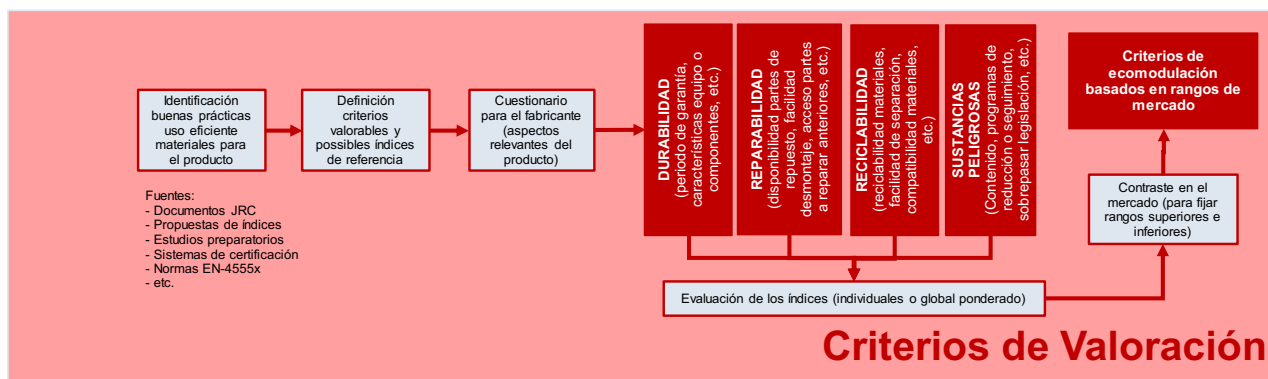 Identificación
buenas prácticas
uso eficiente
materiales para
el producto
Definición
criterios
valorables y
possibles índices
de referencia
Cuestionario
para el fabricante
(aspectos
relevantes del
producto)
DURABILIDAD
(periodo de garantía,
características equipo o
componentes, etc.)
REPARABILIDAD
(disponibilidad partes de
repuesto, facilidad
desmontaje, acceso partes
a reparar anteriores, etc.)
RECICLABILIDAD
(reciclabilidad materiales,
facilidad de separación,
compatibilidad materiales,
etc.)
SUSTANCIAS
PELIGROSAS
(Contenido, programas de
reducción o seguimiento,
sobrepasar legislación, etc.)
Criterios de
ecomodulación
basados en rangos de
mercado
Contraste en el
mercado (para fijar
rangos superiores e
inferiores)
Fuentes:
- Documentos JRC
- Propuestas de índices
- Estudios preparatorios
- Sistemas de certificación
- Normas EN-4555x
- etc.
Evaluación de los índices (individuales o global ponderado)
Criterios de Valoración